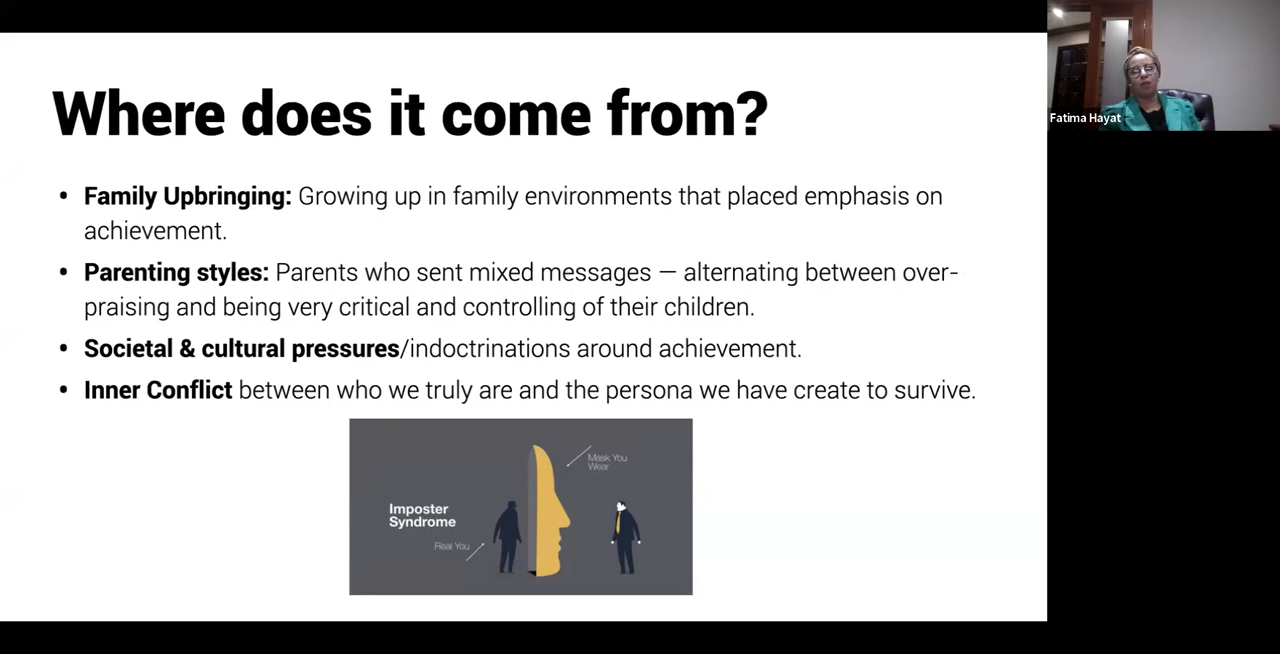 Where does it come from?
• Family Upbringing: Growing up in family environments that placed emphasis on
achievement.
• Parenting styles: Parents who sent mixed messages — alternating between over-
praising and being very critical and controlling of their children.
• Societal & cultural pressures/indoctrinations around achievement.
• Inner Conflict between who we truly are and the persona we have create to survive.
Mask You
Wear
Imposter
Syndrome
Real You
Fatima Hayat